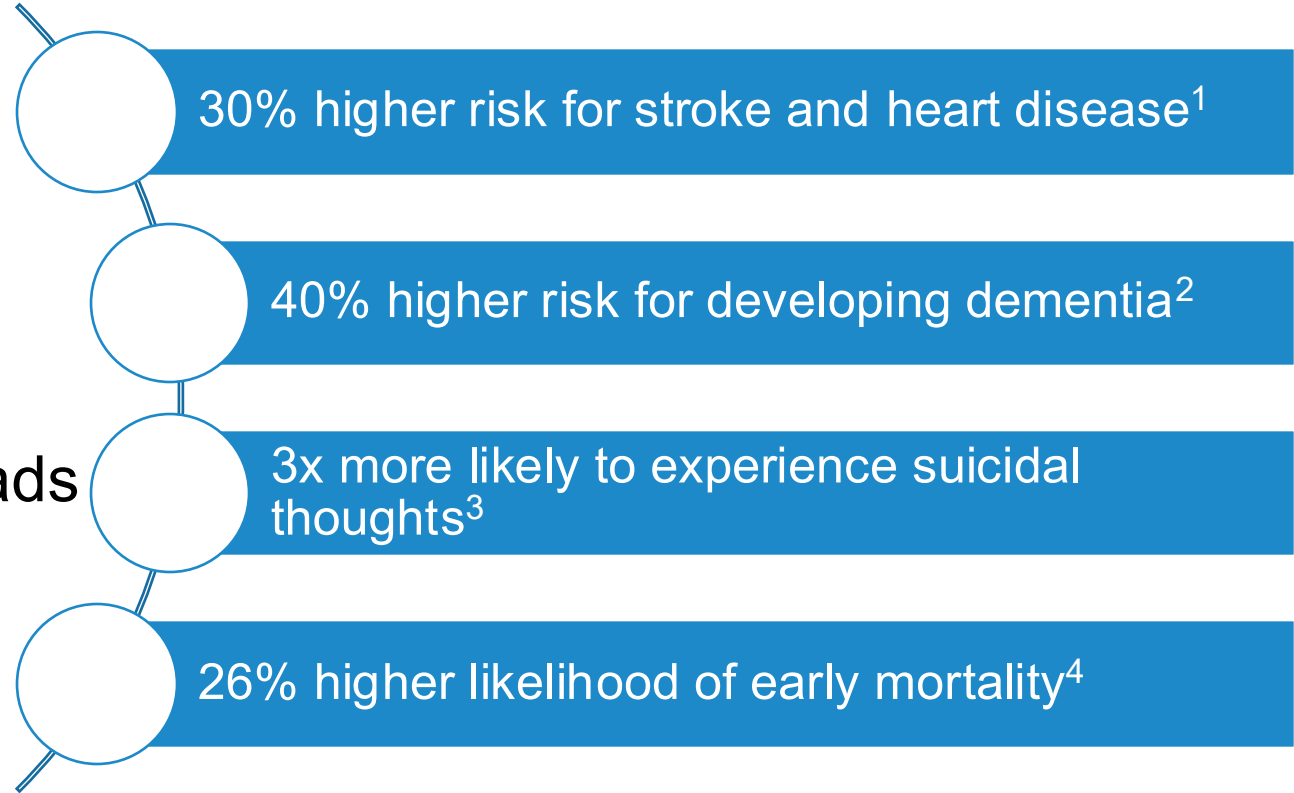 30% higher risk for stroke and heart disease¹
40% higher risk for developing dementia²
ads
3x more likely to experience suicidal
thoughts³
26% higher likelihood of early mortality⁴